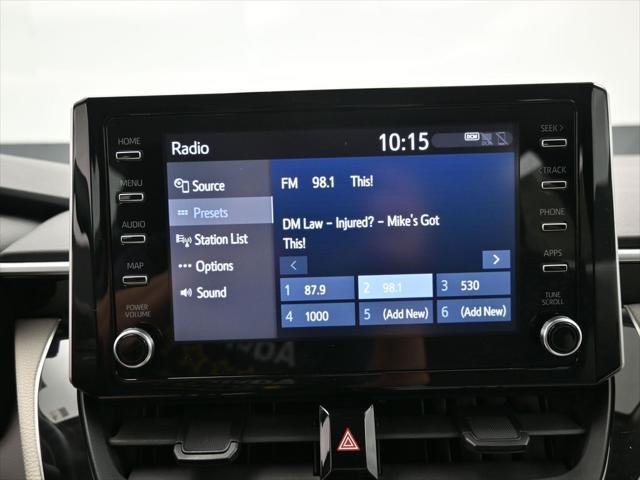 HOME
MENU
AUDIO
MAP
POWER
VOLUME
Radio
10:15
DCM
Source
Presets
Station List
Options
Sound
FM 98.1 This!
DM Law - Injured? - Mike's Got
This!
< >
1 87.9
2 98.1
3 530
4 1000
5 (Add New)
6 (Add New)
SEEK >
< TRACK
PHONE
APPS
TUNE
SCROLL